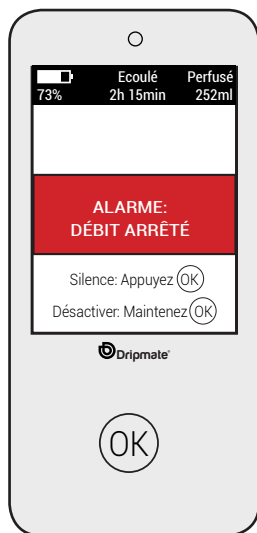 Ecoulé Perfusé
73% 2h 15min 252ml
ALARME:
DÉBIT ARRÊTÉ
Silence: Appuyez OK
Désactiver: Maintenez OK
Dripmate
OK